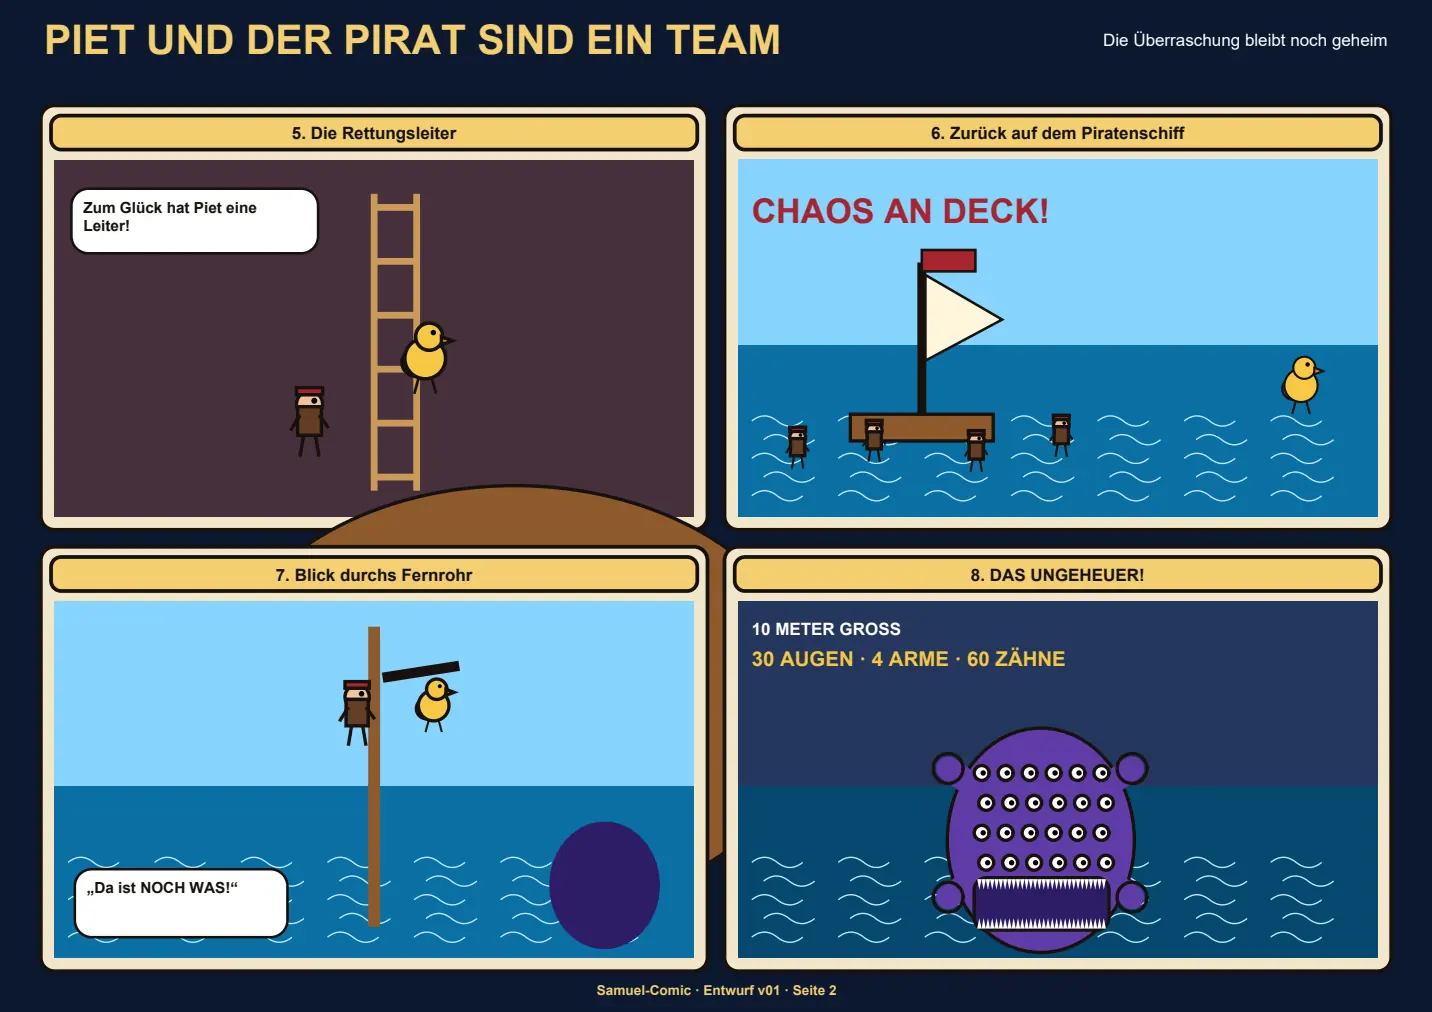 PIET UND DER PIRAT SIND EIN TEAM
Die Überraschung bleibt noch geheim
5. Die Rettungsleiter
Zum Glück hat Piet eine
Leiter!
6. Zurück auf dem Piratenschiff
CHAOS AN DECK!
7. Blick durchs Fernrohr
„Da ist NOCH WAS!“
8. DAS UNGEHEUER!
10 METER GROSS
30 AUGEN · 4 ARME · 60 ZÄHNE
Samuel-Comic · Entwurf v01 · Seite 2